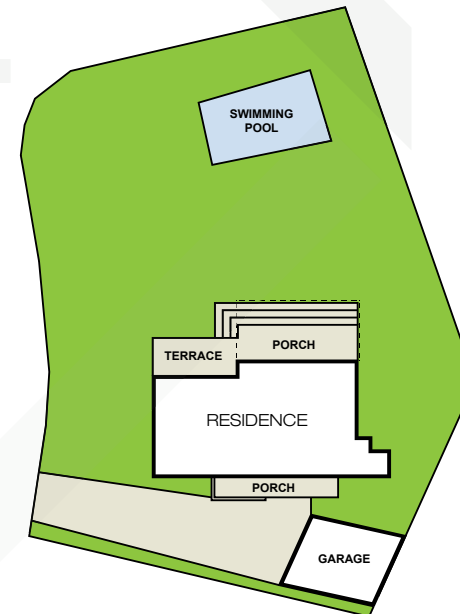 SWIMMING
POOL
TERRACE
PORCH
RESIDENCE
PORCH
GARAGE